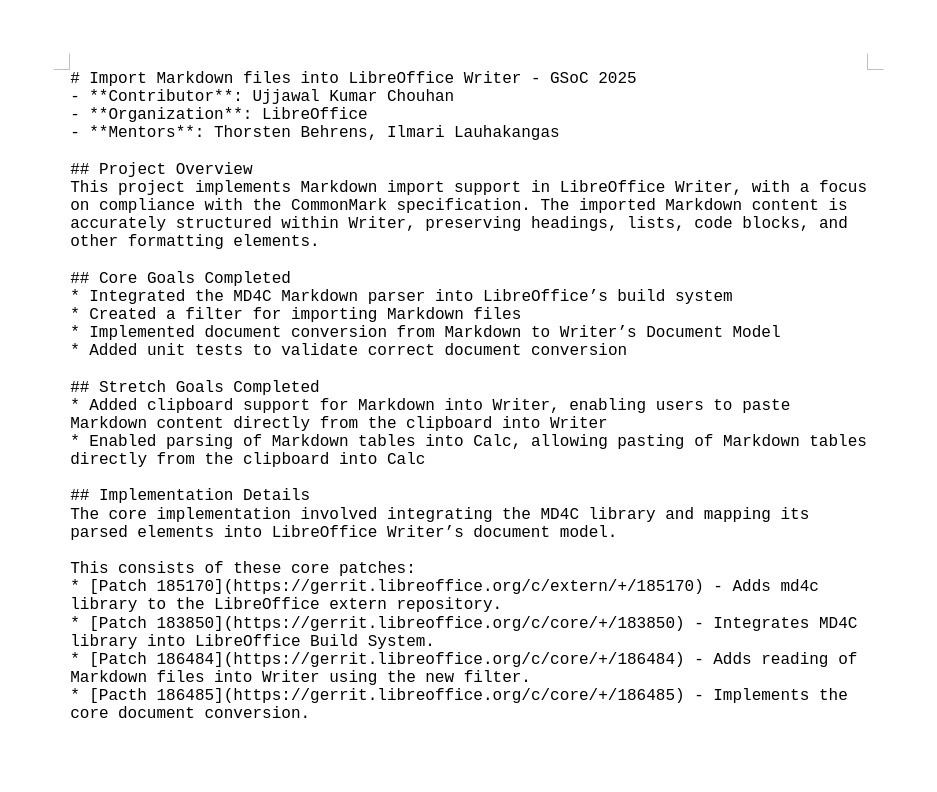 # Import Markdown files into LibreOffice Writer - GSoC 2025
- **Contributor**: Ujjawal Kumar Chouhan
- **Organization**: LibreOffice
- **Mentors**: Thorsten Behrens, Ilmari Lauhakangas

## Project Overview
This project implements Markdown import support in LibreOffice Writer, with a focus
on compliance with the CommonMark specification. The imported Markdown content is
accurately structured within Writer, preserving headings, lists, code blocks, and
other formatting elements.

## Core Goals Completed
* Integrated the MD4C Markdown parser into LibreOffice’s build system
* Created a filter for importing Markdown files
* Implemented document conversion from Markdown to Writer’s Document Model
* Added unit tests to validate correct document conversion

## Stretch Goals Completed
* Added clipboard support for Markdown into Writer, enabling users to paste
Markdown content directly from the clipboard into Writer
* Enabled parsing of Markdown tables into Calc, allowing pasting of Markdown tables
directly from the clipboard into Calc

## Implementation Details
The core implementation involved integrating the MD4C library and mapping its
parsed elements into LibreOffice Writer’s document model.

This consists of these core patches:
* [Patch 185170](https://gerrit.libreoffice.org/c/extern/+/185170) - Adds md4c
library to the LibreOffice extern repository.
* [Patch 183850](https://gerrit.libreoffice.org/c/core/+/183850) - Integrates MD4C
library into LibreOffice Build System.
* [Patch 186484](https://gerrit.libreoffice.org/c/core/+/186484) - Adds reading of
Markdown files into Writer using the new filter.
* [Pacth 186485](https://gerrit.libreoffice.org/c/core/+/186485) - Implements the
core document conversion.